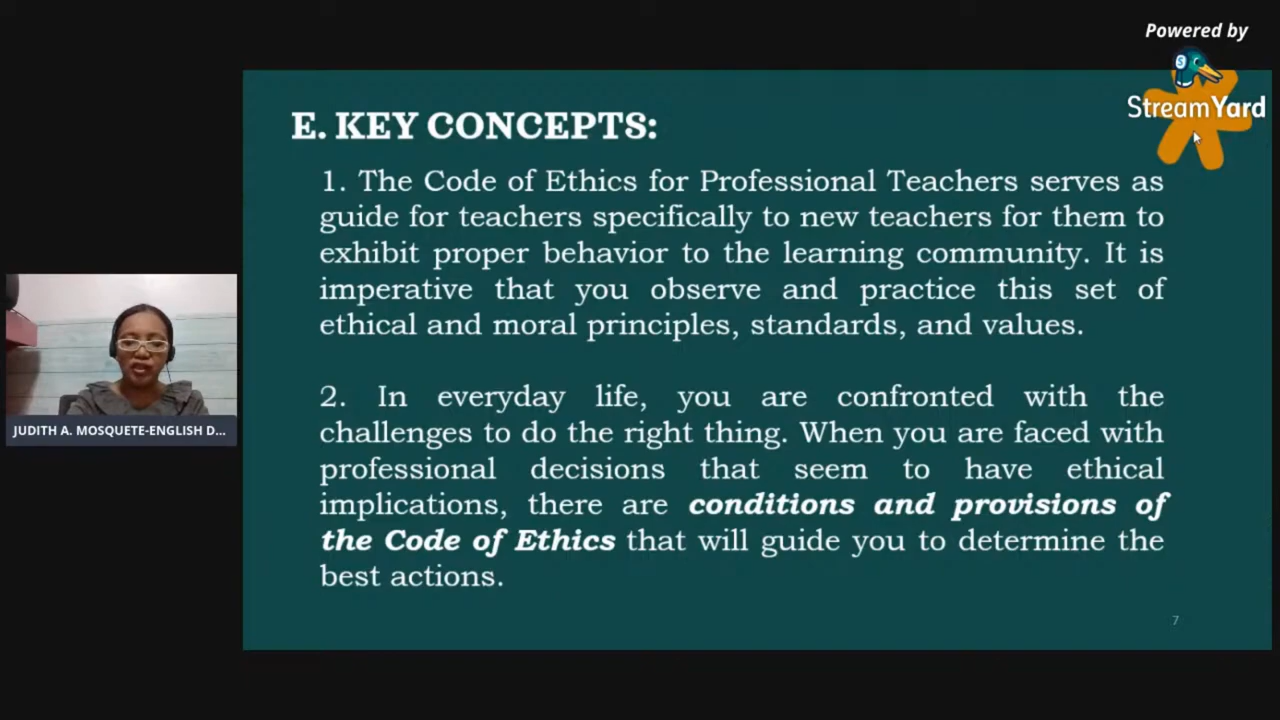 Powered by
S
StreamYard
E. KEY CONCEPTS:
1. The Code of Ethics for Professional Teachers serves as
guide for teachers specifically to new teachers for them to
exhibit proper behavior to the learning community. It is
imperative that you observe and practice this set of
ethical and moral principles, standards, and values.
2. In everyday life, you are confronted with the
challenges to do the right thing. When you are faced with
professional decisions that seem to have ethical
implications, there are conditions and provisions of
the Code of Ethics that will guide you to determine the
best actions.
7
JUDITH A. MOSQUETE-ENGLISH D...